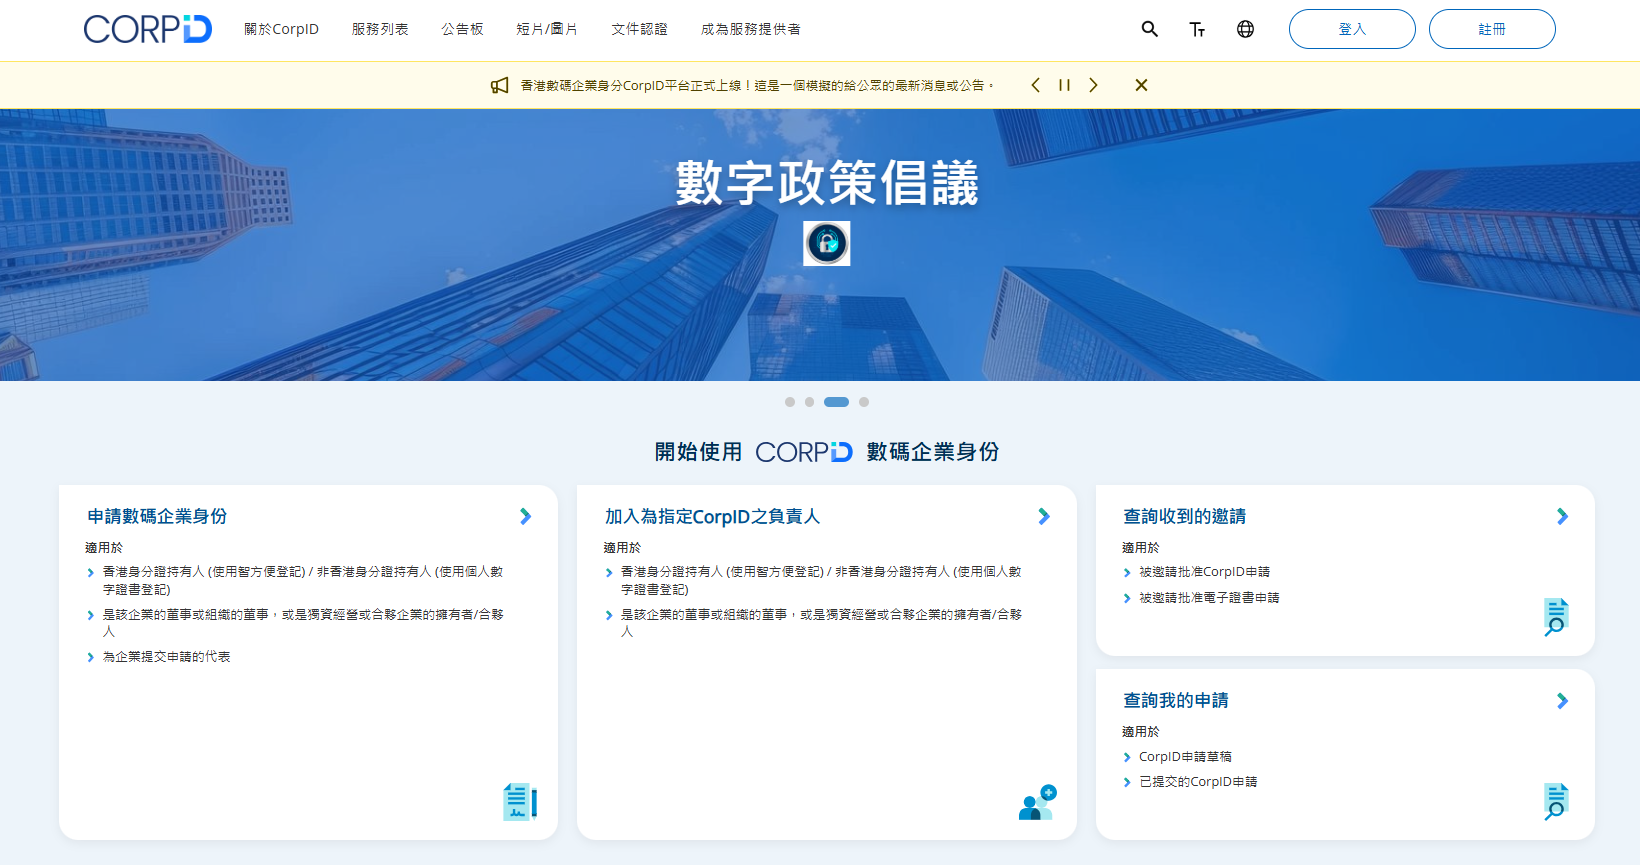 CORPiD 關於CorpID 服務列表 公告板 短片/圖片 文件認證 成為服務提供者 Tт 登入 註冊
香港數碼企業身分CorpID平台正式上線！這是一個模擬的給公眾的最新消息或公告。
數字政策倡議
開始使用 CORPiD 數碼企業身份
申請數碼企業身份
適用於
香港身分證持有人 (使用智方便登記) / 非香港身分證持有人 (使用個人數
字證書登記)
是該企業的董事或組織的董事，或是獨資經營或合夥企業的擁有者/合夥
人
為企業提交申請的代表
加入為指定CorpID之負責人
適用於
香港身分證持有人 (使用智方便登記) / 非香港身分證持有人 (使用個人數
字證書登記)
是該企業的董事或組織的董事，或是獨資經營或合夥企業的擁有者/合夥
人
查詢收到的邀請
適用於
被邀請批准CorpID申請
被邀請批准電子證書申請
查詢我的申請
適用於
CorpID申請草稿
已提交的CorpID申請